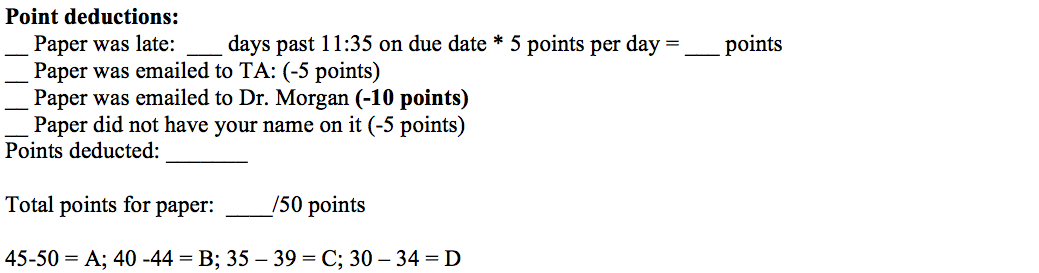 Point deductions:
__ Paper was late: ___ days past 11:35 on due date * 5 points per day = ___ points
__ Paper was emailed to TA: (-5 points)
__ Paper was emailed to Dr. Morgan (-10 points)
__ Paper did not have your name on it (-5 points)
Points deducted: _______
Total points for paper: ____/50 points
45-50 = A; 40 -44 = B; 35 – 39 = C; 30 – 34 = D